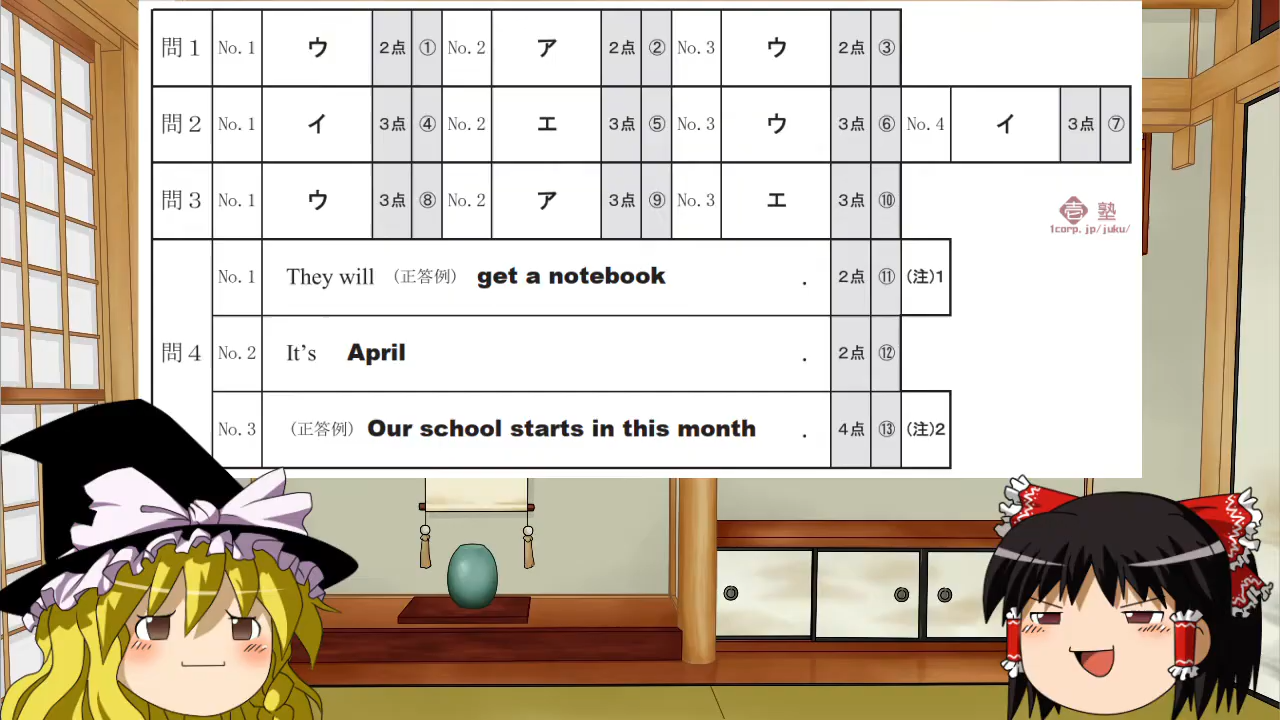 問1 No.1 ウ 2点 ① No.2 ア 2点 ② No.3 ウ 2点 ③
問2 No.1 イ 3点 ④ No.2 エ 3点 ⑤ No.3 ウ 3点 ⑥ No.4 イ 3点 ⑦
問3 No.1 ウ 3点 ⑧ No.2 ア 3点 ⑨ No.3 エ 3点 ⑩
壱 塾
1corp.jp/juku/
No.1 They will （正答例） get a notebook . 2点 ⑪ (注)1
問4 No.2 It's April . 2点 ⑫
No.3 （正答例） Our school starts in this month . 4点 ⑬ (注)2